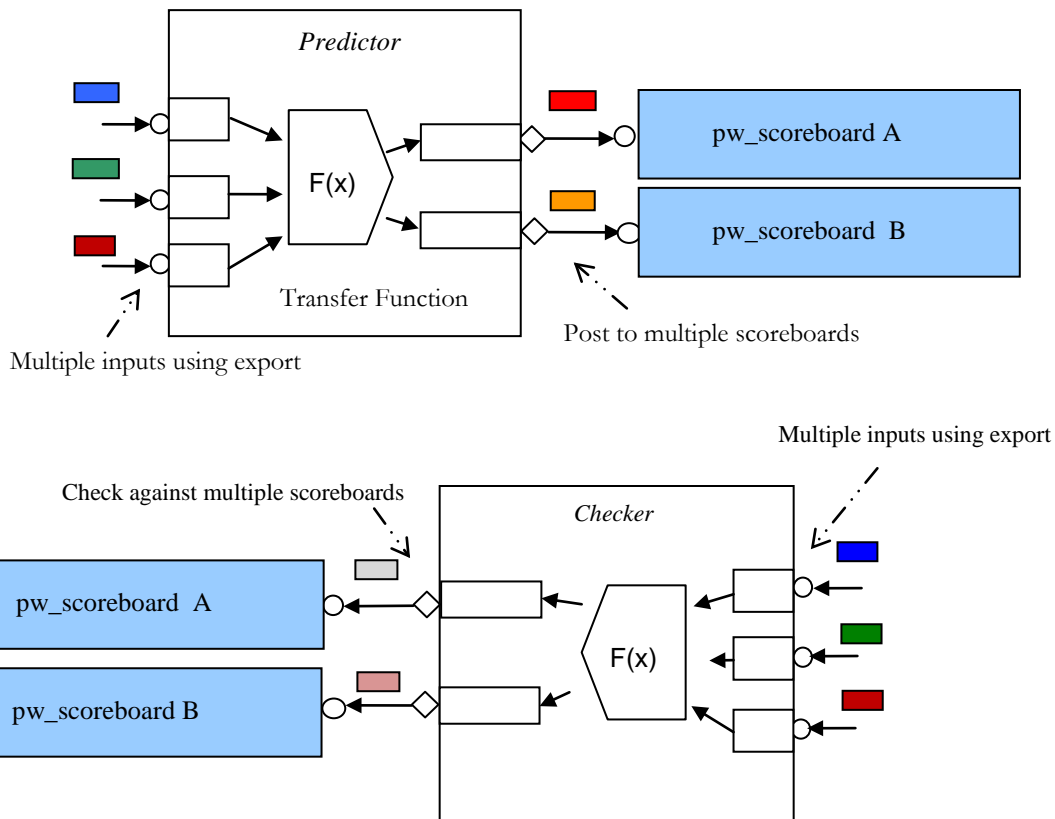 Predictor
pw_scoreboard A
F(x)
pw_scoreboard B
Transfer Function
Post to multiple scoreboards
Multiple inputs using export
Multiple inputs using export
Check against multiple scoreboards
Checker
pw_scoreboard A
F(x)
pw_scoreboard B